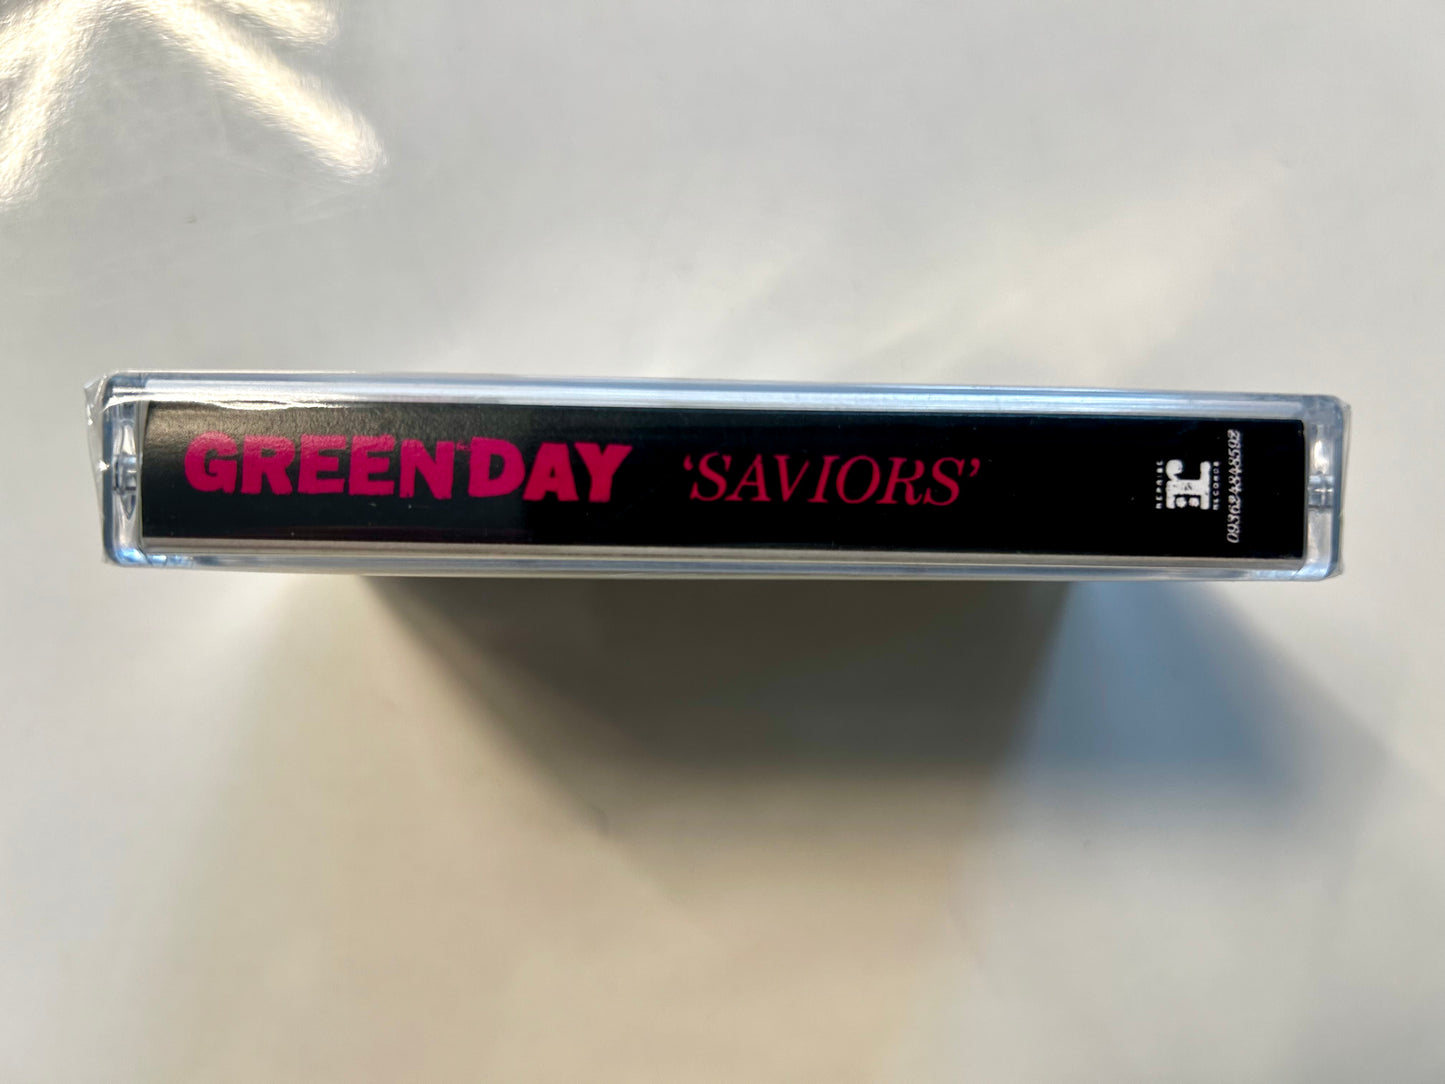 GREEN DAY 'SAVIORS'
REPRISE
r
RECORDS
093624848592